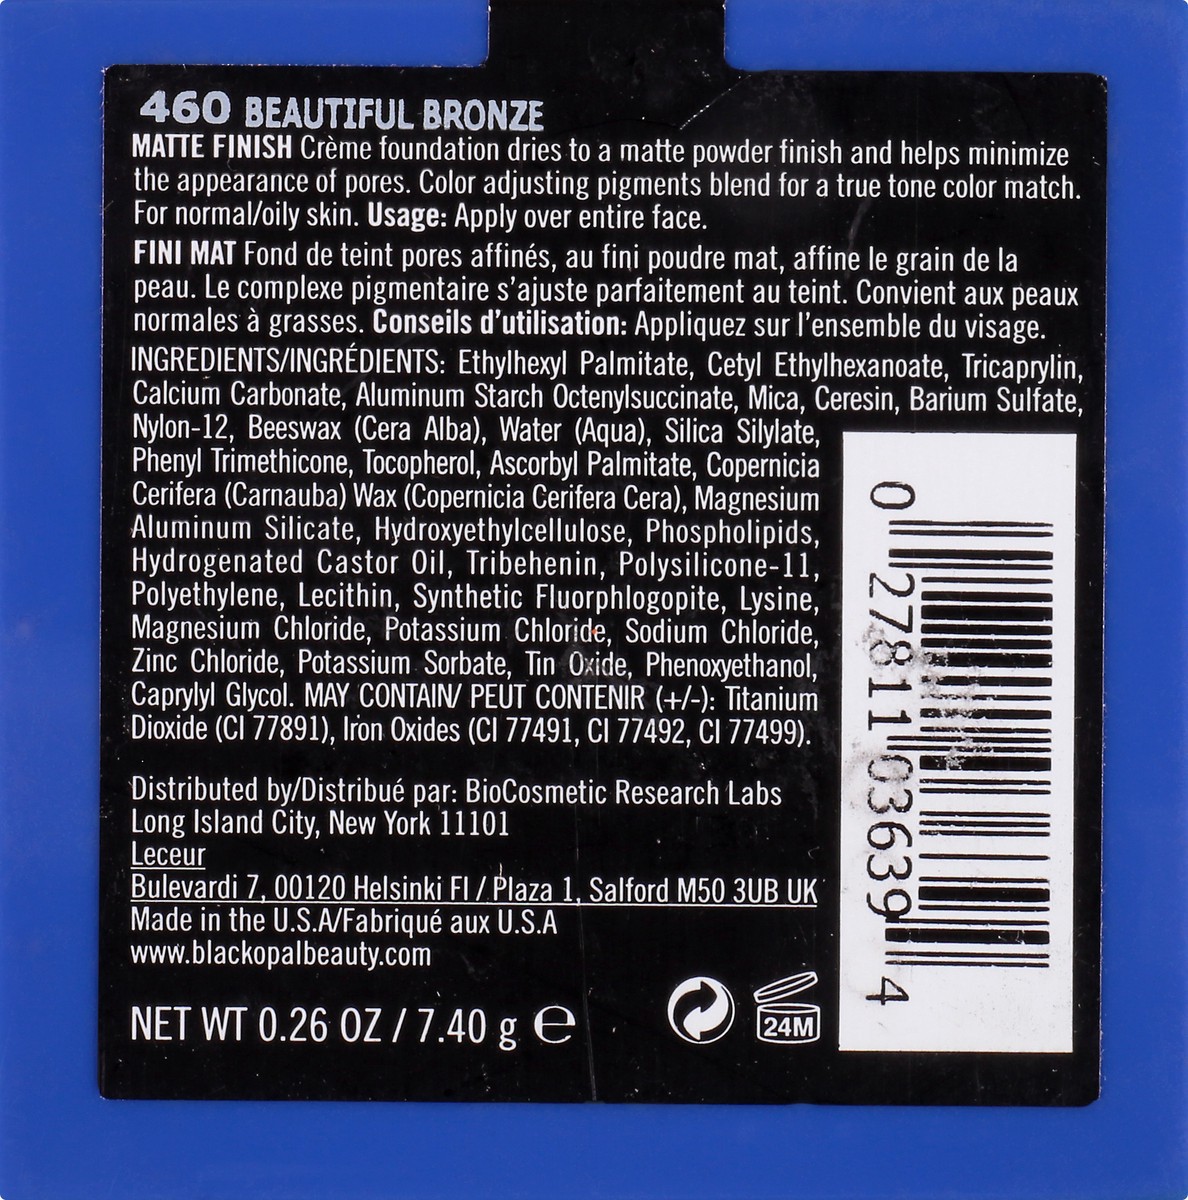 460 BEAUTIFUL BRONZE
MATTE FINISH Crème foundation dries to a matte powder finish and helps minimize
the appearance of pores. Color adjusting pigments blend for a true tone color match.
For normal/oily skin. Usage: Apply over entire face.
FINI MAT Fond de teint pores affinés, au fini poudre mat, affine le grain de la
peau. Le complexe pigmentaire s'ajuste parfaitement au teint. Convient aux peaux
normales à grasses. Conseils d'utilisation: Appliquez sur l'ensemble du visage.
INGREDIENTS/INGRÉDIENTS: Ethylhexyl Palmitate, Cetyl Ethylhexanoate, Tricaprylin,
Calcium Carbonate, Aluminum Starch Octenylsuccinate, Mica, Ceresin, Barium Sulfate,
Nylon-12, Beeswax (Cera Alba), Water (Aqua), Silica Silylate,
Phenyl Trimethicone, Tocopherol, Ascorbyl Palmitate, Copernicia
Cerifera (Carnauba) Wax (Copernicia Cerifera Cera), Magnesium
Aluminum Silicate, Hydroxyethylcellulose, Phospholipids,
Hydrogenated Castor Oil, Tribehenin, Polysilicone-11,
Polyethylene, Lecithin, Synthetic Fluorphlogopite, Lysine,
Magnesium Chloride, Potassium Chloride, Sodium Chloride,
Zinc Chloride, Potassium Sorbate, Tin Oxide, Phenoxyethanol,
Caprylyl Glycol. MAY CONTAIN/ PEUT CONTENIR (+/-): Titanium
Dioxide (CI 77891), Iron Oxides (CI 77491, CI 77492, CI 77499).
Distributed by/Distribué par: BioCosmetic Research Labs
Long Island City, New York 11101
Leceur
Bulevardi 7, 00120 Helsinki FI / Plaza 1, Salford M50 3UB UK
Made in the U.S.A/Fabriqué aux U.S.A
www.blackopalbeauty.com
NET WT 0.26 OZ / 7.40 g e
24M
0 27811 03639 4